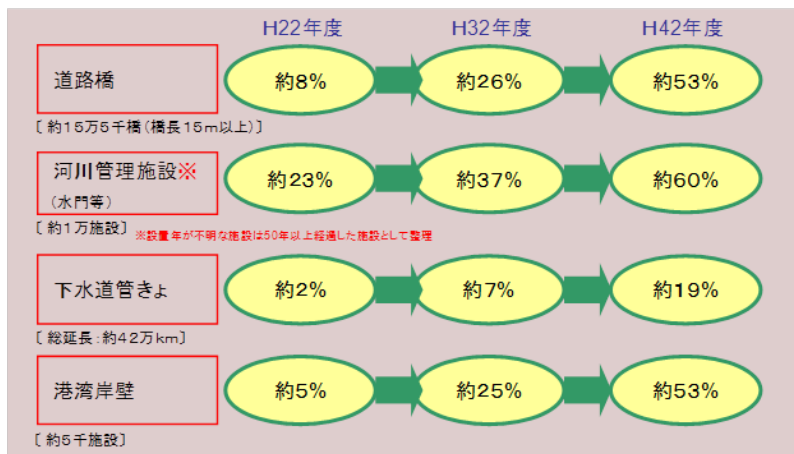 H22年度 H32年度 H42年度
道路橋 約8% 約26% 約53%
〔 約15万5千橋(橋長15m以上)〕
河川管理施設※
(水門等)
約23% 約37% 約60%
〔 約1万施設〕 ※設置年が不明な施設は50年以上経過した施設として整理
下水道管きょ 約2% 約7% 約19%
〔 総延長:約42万km〕
港湾岸壁 約5% 約25% 約53%
〔 約5千施設〕